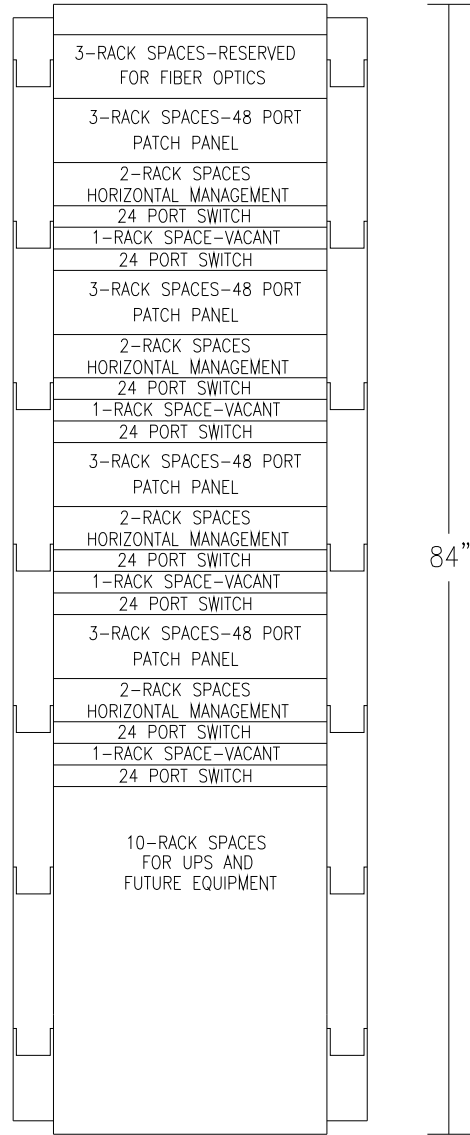 3-RACK SPACES-RESERVED
FOR FIBER OPTICS
3-RACK SPACES-48 PORT
PATCH PANEL
2-RACK SPACES
HORIZONTAL MANAGEMENT
24 PORT SWITCH
1-RACK SPACE-VACANT
24 PORT SWITCH
3-RACK SPACES-48 PORT
PATCH PANEL
2-RACK SPACES
HORIZONTAL MANAGEMENT
24 PORT SWITCH
1-RACK SPACE-VACANT
24 PORT SWITCH
3-RACK SPACES-48 PORT
PATCH PANEL
2-RACK SPACES
HORIZONTAL MANAGEMENT
24 PORT SWITCH
1-RACK SPACE-VACANT
24 PORT SWITCH
3-RACK SPACES-48 PORT
PATCH PANEL
2-RACK SPACES
HORIZONTAL MANAGEMENT
24 PORT SWITCH
1-RACK SPACE-VACANT
24 PORT SWITCH
10-RACK SPACES
FOR UPS AND
FUTURE EQUIPMENT
84"